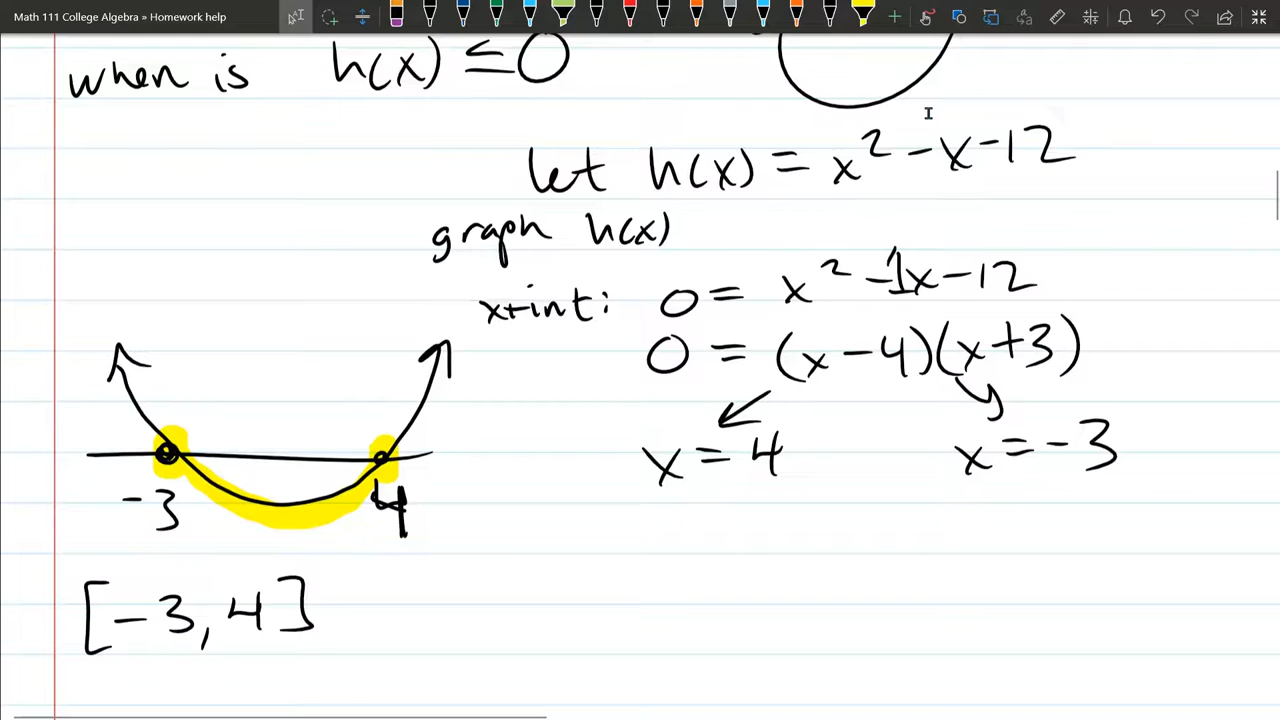 Math 111 College Algebra » Homework help
when is h(x) ≤ 0
let h(x) = x² - x - 12
graph h(x)
x-int: 0 = x² - 1x - 12
0 = (x - 4)(x + 3)
x = 4 x = -3
-3 4
[-3, 4]